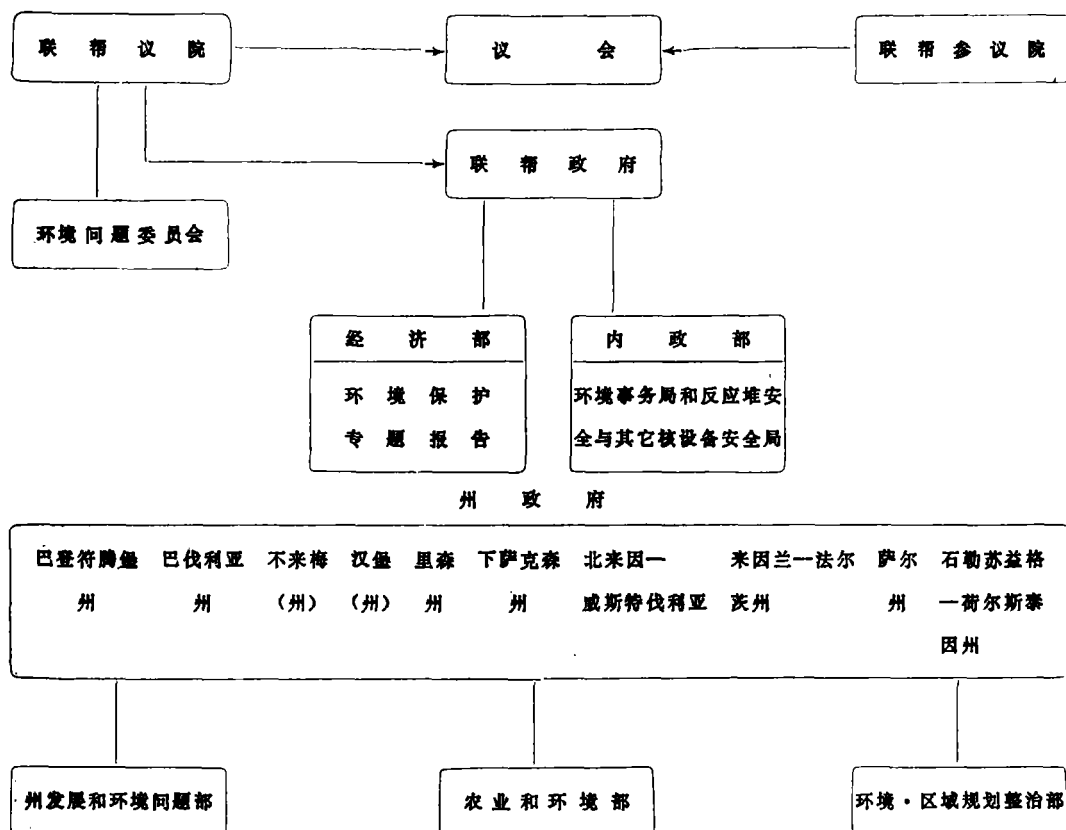 联帮议院
议会
联帮参议院
联帮政府
环境问题委员会
经济部
内政部
环境保护
专题报告
环境事务局和反应堆安
全与其它核设备安全局
州政府
巴登符腾堡
州
巴伐利亚
州
不来梅
(州)
汉堡
(州)
里森
州
下萨克森
州
北来因一
威斯特伐利亚
来因兰一法尔
茨州
萨尔
州
石勒苏益格
一荷尔斯泰
因州
州发展和环境问题部
农业和环境部
环境·区域规划整治部